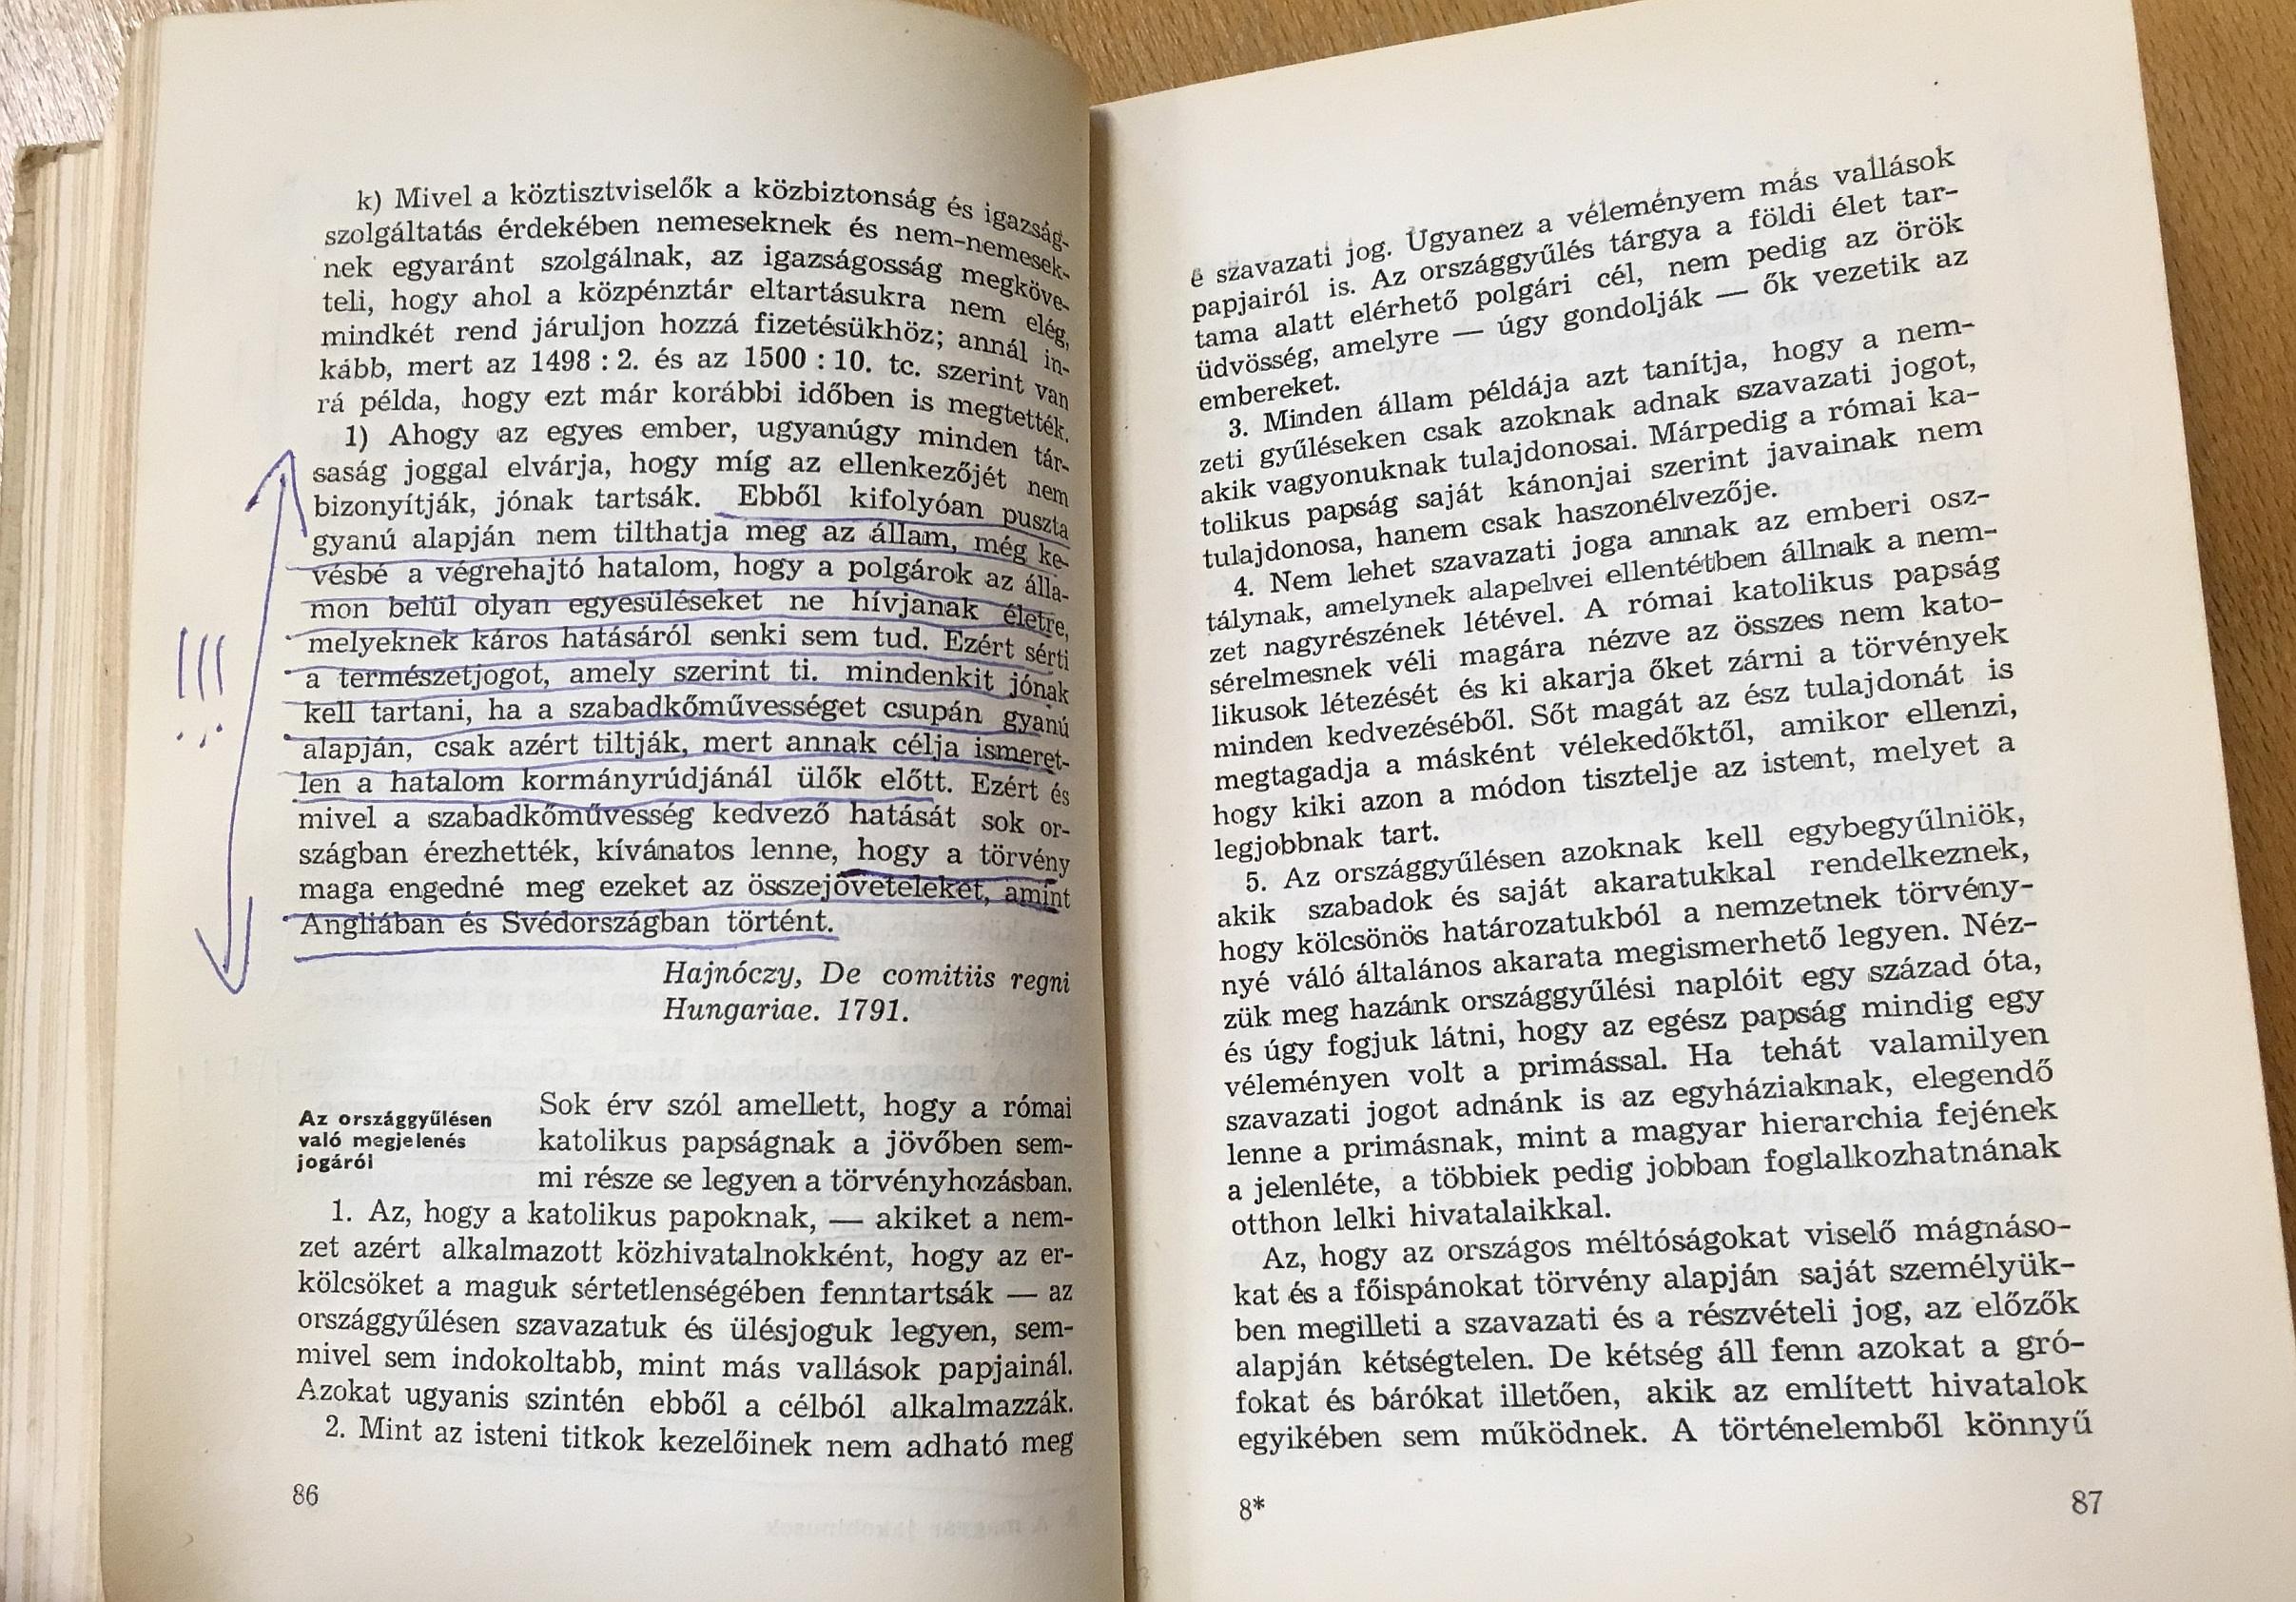 k) Mivel a köztisztviselők a közbiztonság és igazság-
szolgáltatás érdekében nemeseknek és nem-nemesek-
nek egyaránt szolgálnak, az igazságosság megköve-
teli, hogy ahol a közpénztár eltartásukra nem elég,
mindkét rend járuljon hozzá fizetésükhöz; annál in-
kább, mert az 1498 : 2. és az 1500 : 10. tc. szerint van
rá példa, hogy ezt már korábbi időben is megtették.
1) Ahogy az egyes ember, ugyanúgy minden tár-
saság joggal elvárja, hogy míg az ellenkezőjét nem
bizonyítják, jónak tartsák. Ebből kifolyóan puszta
gyanú alapján nem tilthatja meg az állam, még ke-
vésbé a végrehajtó hatalom, hogy a polgárok az álla-
mon belül olyan egyesüléseket ne hívjanak életre,
melyeknek káros hatásáról senki sem tud. Ezért sérti
a természetjogot, amely szerint ti. mindenkit jónak
kell tartani, ha a szabadkőművességet csupán gyanú
alapján, csak azért tiltják, mert annak célja ismeret-
len a hatalom kormányrúdjánál ülők előtt. Ezért és
mivel a szabadkőművesség kedvező hatását sok or-
szágban érezhették, kívánatos lenne, hogy a törvény
maga engedné meg ezeket az összejöveteleket, amint
Angliában és Svédországban történt.
!!!
Hajnóczy, De comitiis regni
Hungariae. 1791.
Az országgyűlésen
való megjelenés
jogáról
Sok érv szól amellett, hogy a római
katolikus papságnak a jövőben sem-
mi része se legyen a törvényhozásban.
1. Az, hogy a katolikus papoknak, — akiket a nem-
zet azért alkalmazott közhivatalnokként, hogy az er-
kölcsöket a maguk sértetlenségében fenntartsák — az
országgyűlésen szavazatuk és ülésjoguk legyen, sem-
mivel sem indokoltabb, mint más vallások papjainál.
Azokat ugyanis szintén ebből a célból alkalmazzák.
2. Mint az isteni titkok kezelőinek nem adható meg
86
e szavazati jog. Ugyanez a véleményem más vallások
papjairól is. Az országgyűlés tárgya a földi élet tar-
tama alatt elérhető polgári cél, nem pedig az örök
üdvösség, amelyre — úgy gondolják — ők vezetik az
embereket.
3. Minden állam példája azt tanítja, hogy a nem-
zeti gyűléseken csak azoknak adnak szavazati jogot,
akik vagyonuknak tulajdonosai. Márpedig a római ka-
tolikus papság saját kánonjai szerint javainak nem
tulajdonosa, hanem csak haszonélvezője.
4. Nem lehet szavazati joga annak az emberi osz-
tálynak, amelynek alapelvei ellentétben állnak a nem-
zet nagyrészének létével. A római katolikus papság
sérelmesnek véli magára nézve az összes nem kato-
likusok létezését és ki akarja őket zárni a törvények
minden kedvezéséből. Sőt magát az ész tulajdonát is
megtagadja a másként vélekedőktől, amikor ellenzi,
hogy kiki azon a módon tisztelje az istent, melyet a
legjobbnak tart.
5. Az országgyűlésen azoknak kell egybegyűlniök,
akik szabadok és saját akaratukkal rendelkeznek,
hogy kölcsönös határozatukból a nemzetnek törvény-
nyé váló általános akarata megismerhető legyen. Néz-
zük meg hazánk országgyűlési naplóit egy század óta,
és úgy fogjuk látni, hogy az egész papság mindig egy
véleményen volt a primással. Ha tehát valamilyen
szavazati jogot adnánk is az egyháziaknak, elegendő
lenne a primásnak, mint a magyar hierarchia fejének
a jelenléte, a többiek pedig jobban foglalkozhatnának
otthon lelki hivatalaikkal.
Az, hogy az országos méltóságokat viselő mágnáso-
kat és a főispánokat törvény alapján saját személyük-
ben megilleti a szavazati és a részvételi jog, az előzők
alapján kétségtelen. De kétség áll fenn azokat a gró-
fokat és bárókat illetően, akik az említett hivatalok
egyikében sem működnek. A történelemből könnyű
8*
87